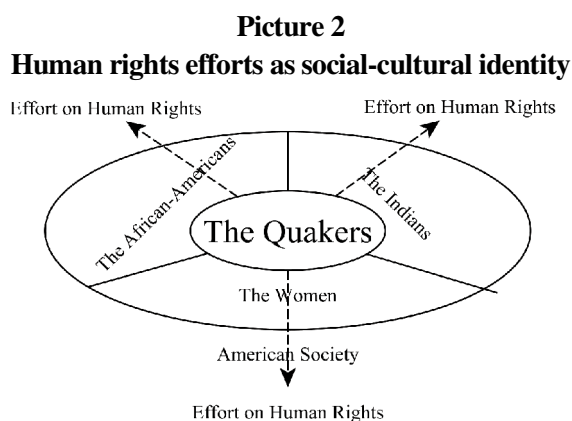 Picture 2
Human rights efforts as social-cultural identity
Effort on Human Rights
Effort on Human Rights
The African-Americans
The Indians
The Quakers
The Women
American Society
Effort on Human Rights